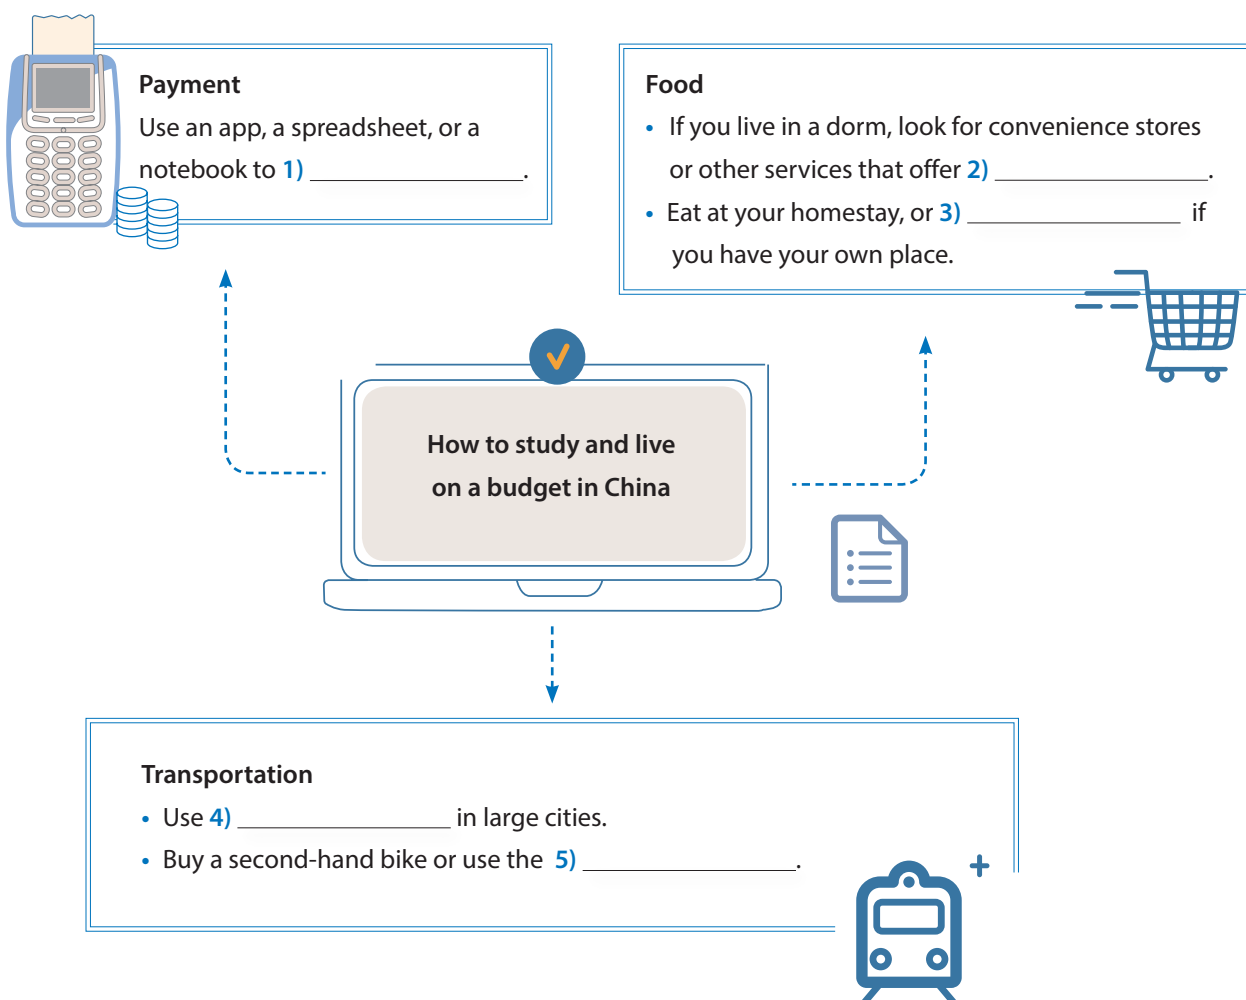 Payment
Use an app, a spreadsheet, or a
notebook to 1) ________________.
Food
• If you live in a dorm, look for convenience stores
or other services that offer 2) ________________.
• Eat at your homestay, or 3) ________________ if
you have your own place.
How to study and live
on a budget in China
Transportation
• Use 4) ________________ in large cities.
• Buy a second-hand bike or use the 5) ________________.